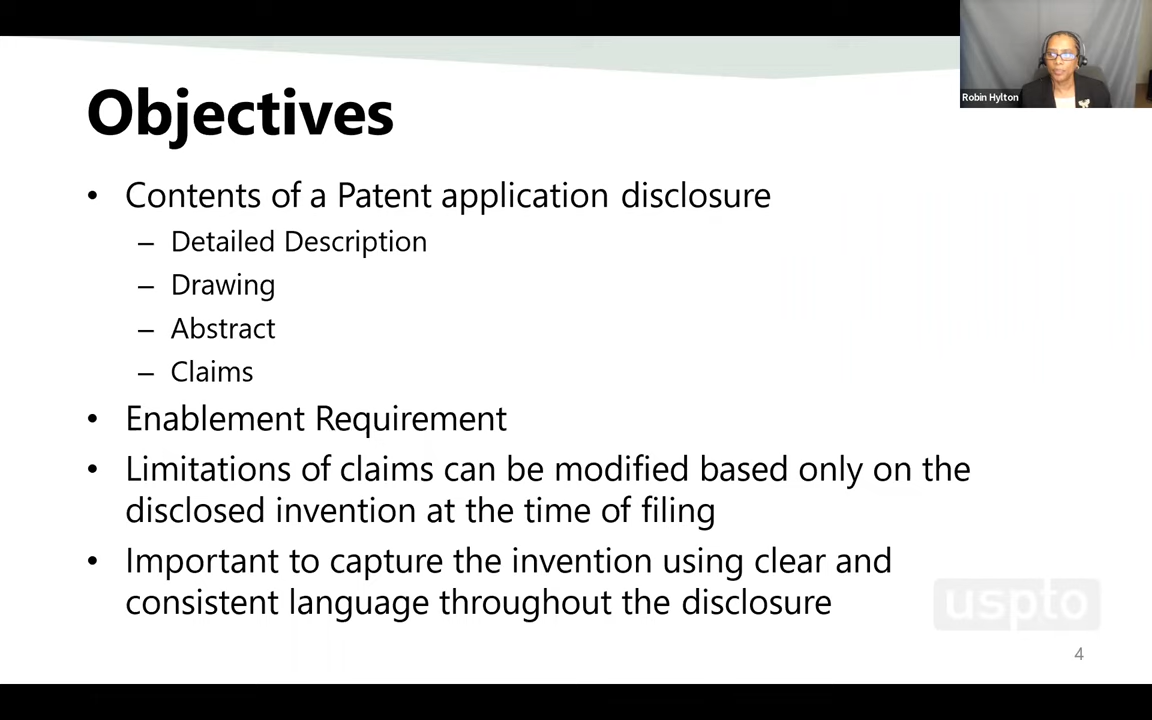 Robin Hylton
Objectives
• Contents of a Patent application disclosure
– Detailed Description
– Drawing
– Abstract
– Claims
• Enablement Requirement
• Limitations of claims can be modified based only on the
disclosed invention at the time of filing
• Important to capture the invention using clear and
consistent language throughout the disclosure
uspto
4